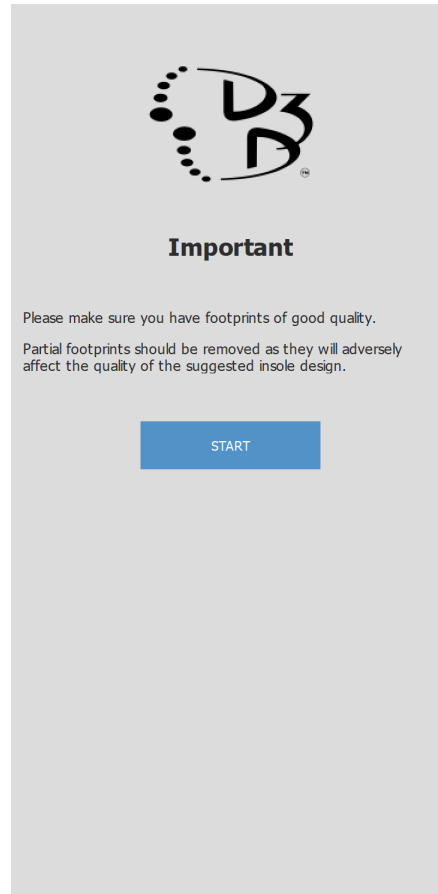 D3D
TM
Important
Please make sure you have footprints of good quality.
Partial footprints should be removed as they will adversely
affect the quality of the suggested insole design.
START